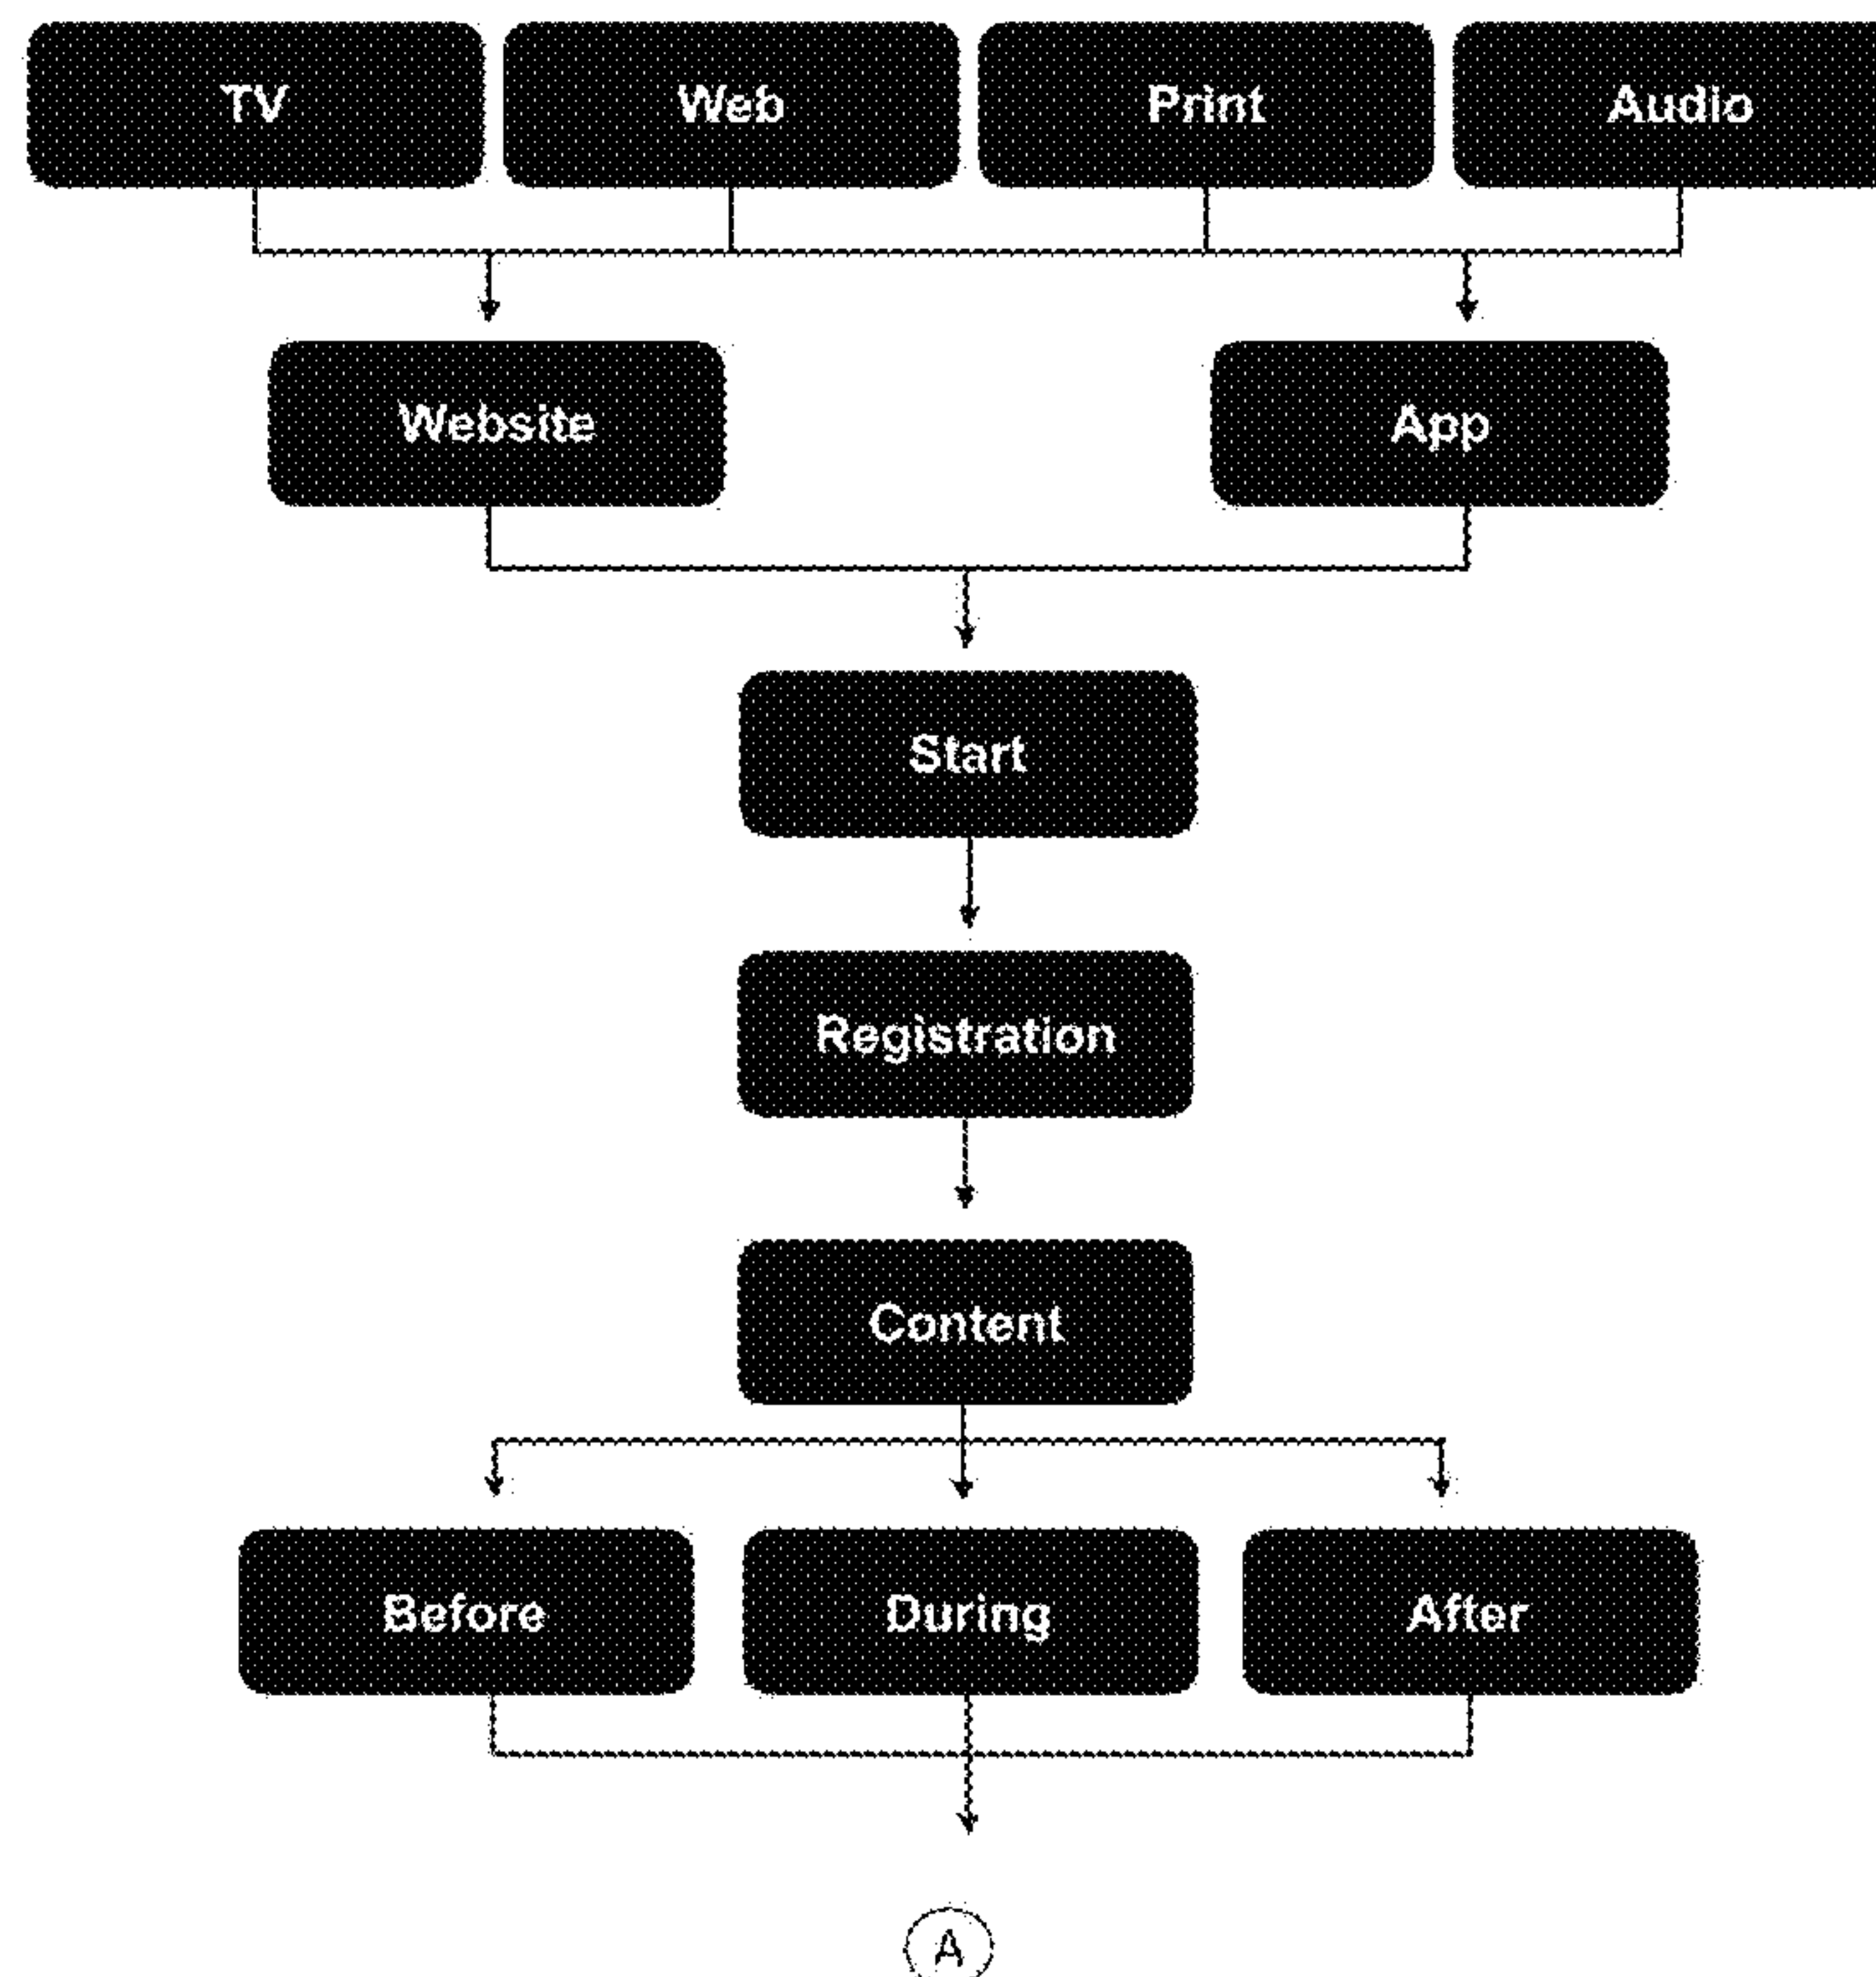 TV Web Print Audio
Website App
Start
Registration
Content
Before During After
A